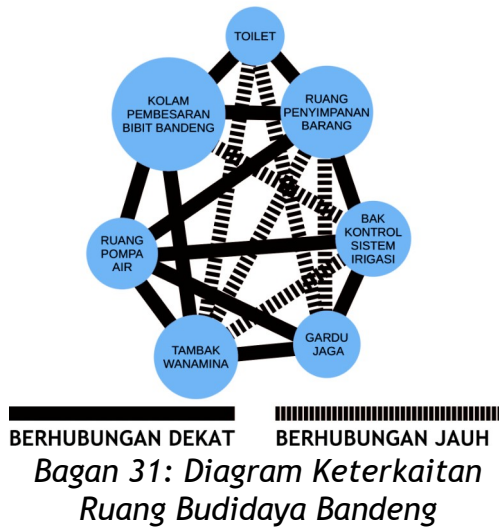 TOILET
KOLAM
PEMBESARAN
BIBIT BANDENG
RUANG
PENYIMPANAN
BARANG
BAK
KONTROL
SISTEM
IRIGASI
RUANG
POMPA
AIR
GARDU
JAGA
TAMBAK
WANAMINA
BERHUBUNGAN DEKAT
BERHUBUNGAN JAUH
Bagan 31: Diagram Keterkaitan
Ruang Budidaya Bandeng